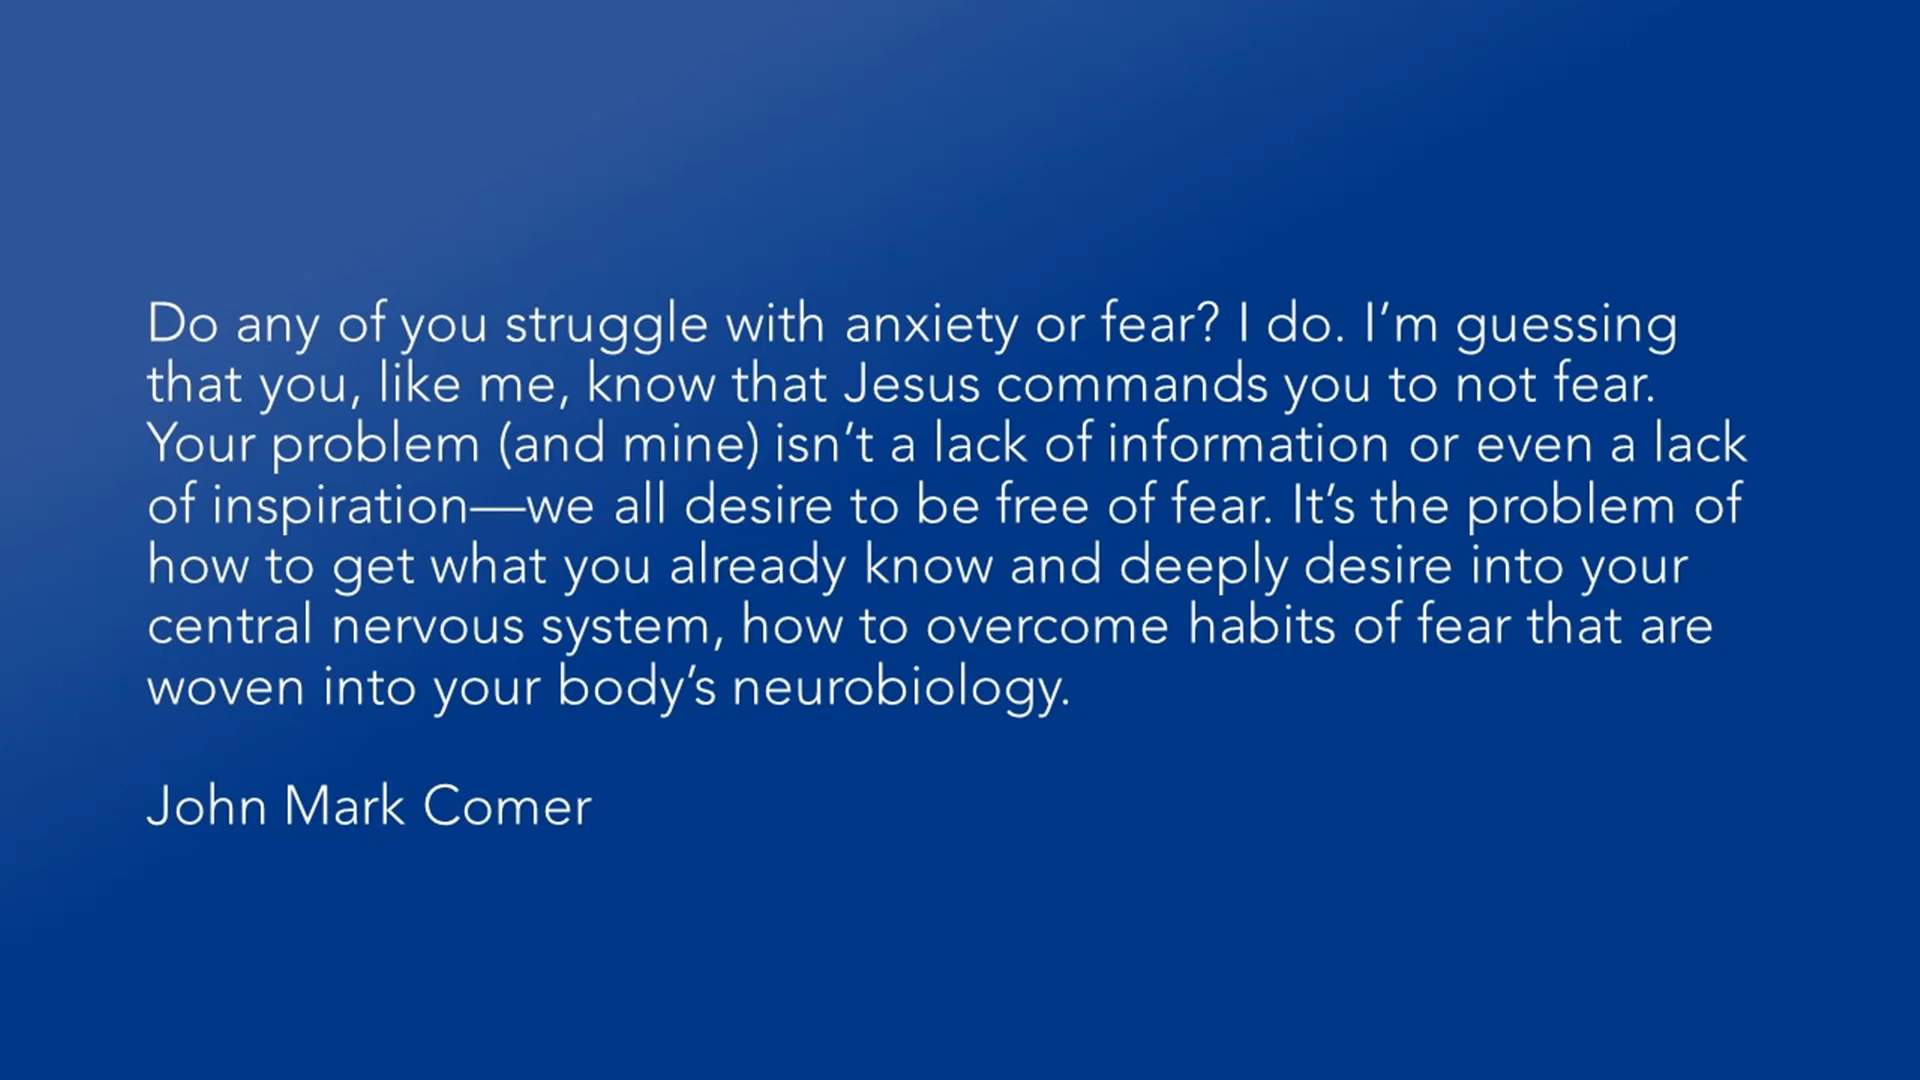 Do any of you struggle with anxiety or fear? I do. I’m guessing
that you, like me, know that Jesus commands you to not fear.
Your problem (and mine) isn’t a lack of information or even a lack
of inspiration—we all desire to be free of fear. It’s the problem of
how to get what you already know and deeply desire into your
central nervous system, how to overcome habits of fear that are
woven into your body’s neurobiology.
John Mark Comer